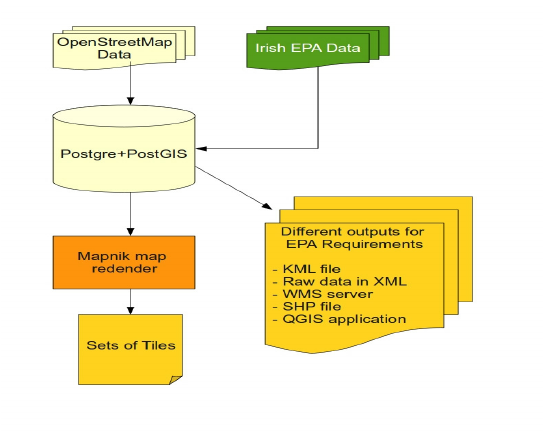 OpenStreetMap
Data
Irish EPA Data
Postgre+PostGIS
Different outputs for
EPA Requirements
- KML file
- Raw data in XML
- WMS server
- SHP file
- QGIS application
Mapnik map
redender
Sets of Tiles